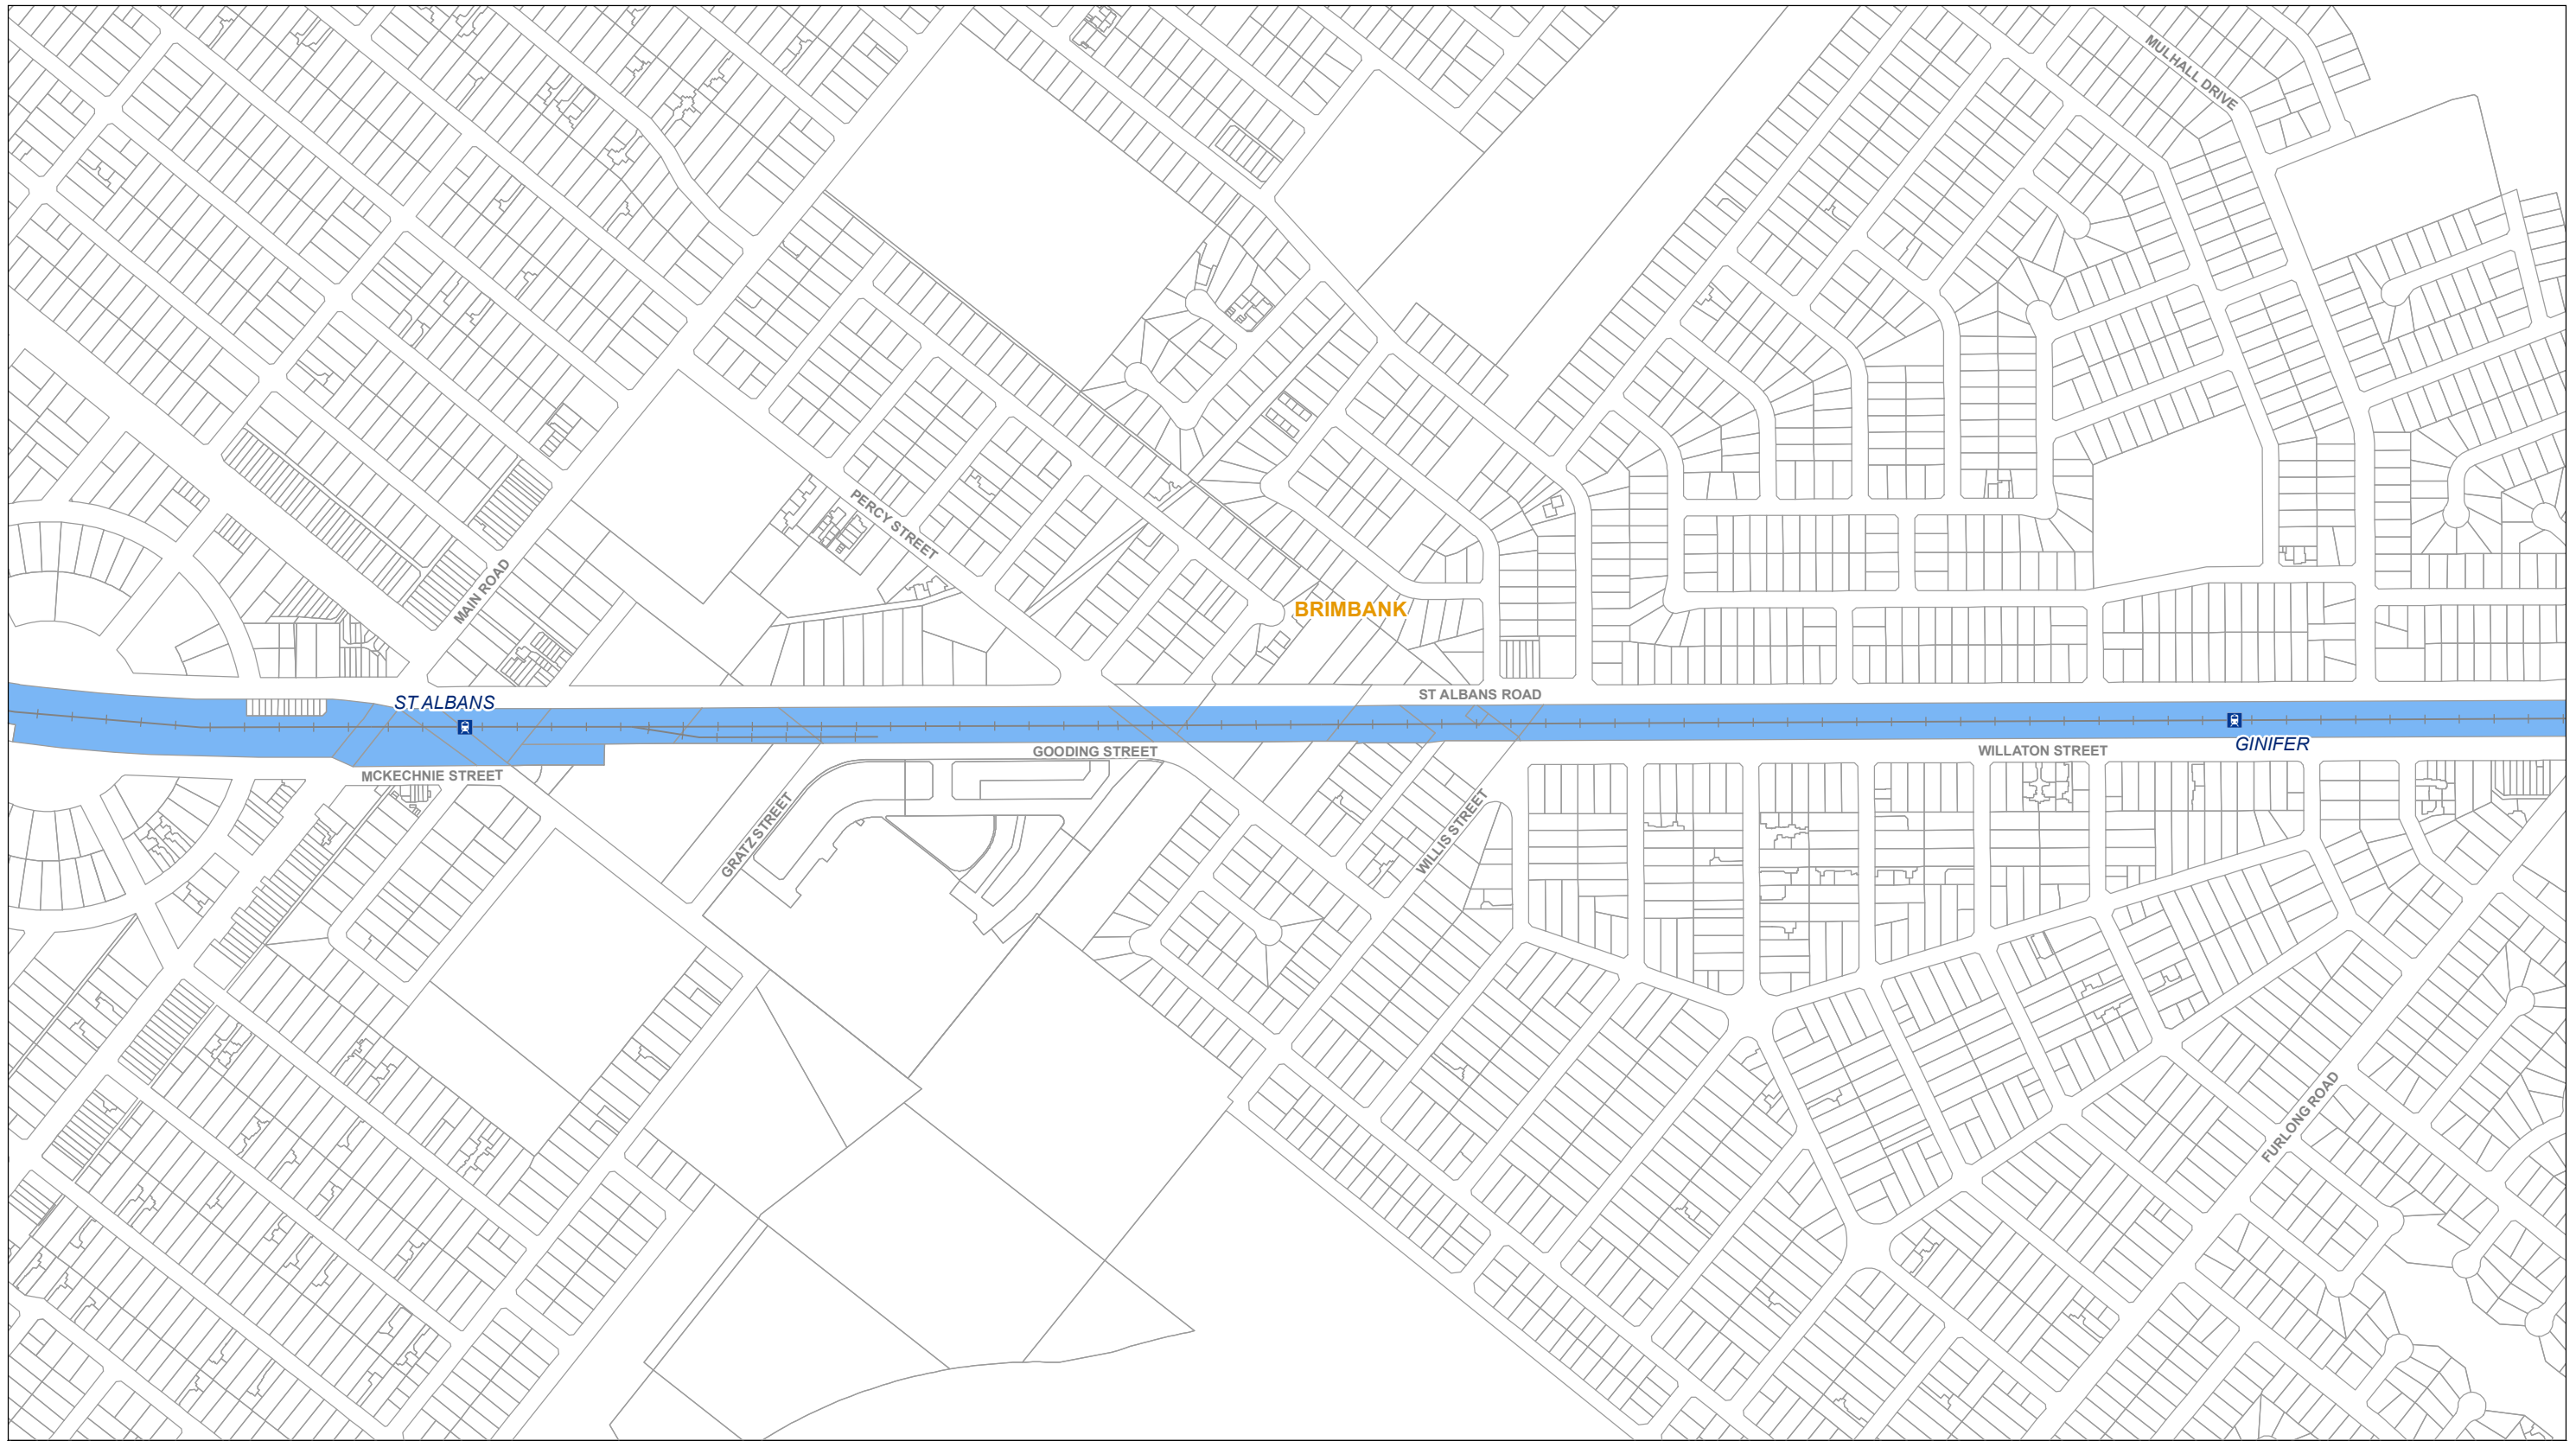 MULHALL DRIVE
PERCY STREET
MAIN ROAD
BRIMBANK
ST ALBANS ROAD
ST ALBANS
GINIFER
GOODING STREET
WILLATON STREET
MCKECHNIE STREET
GRATZ STREET
WILLIS STREET
FURLONG ROAD